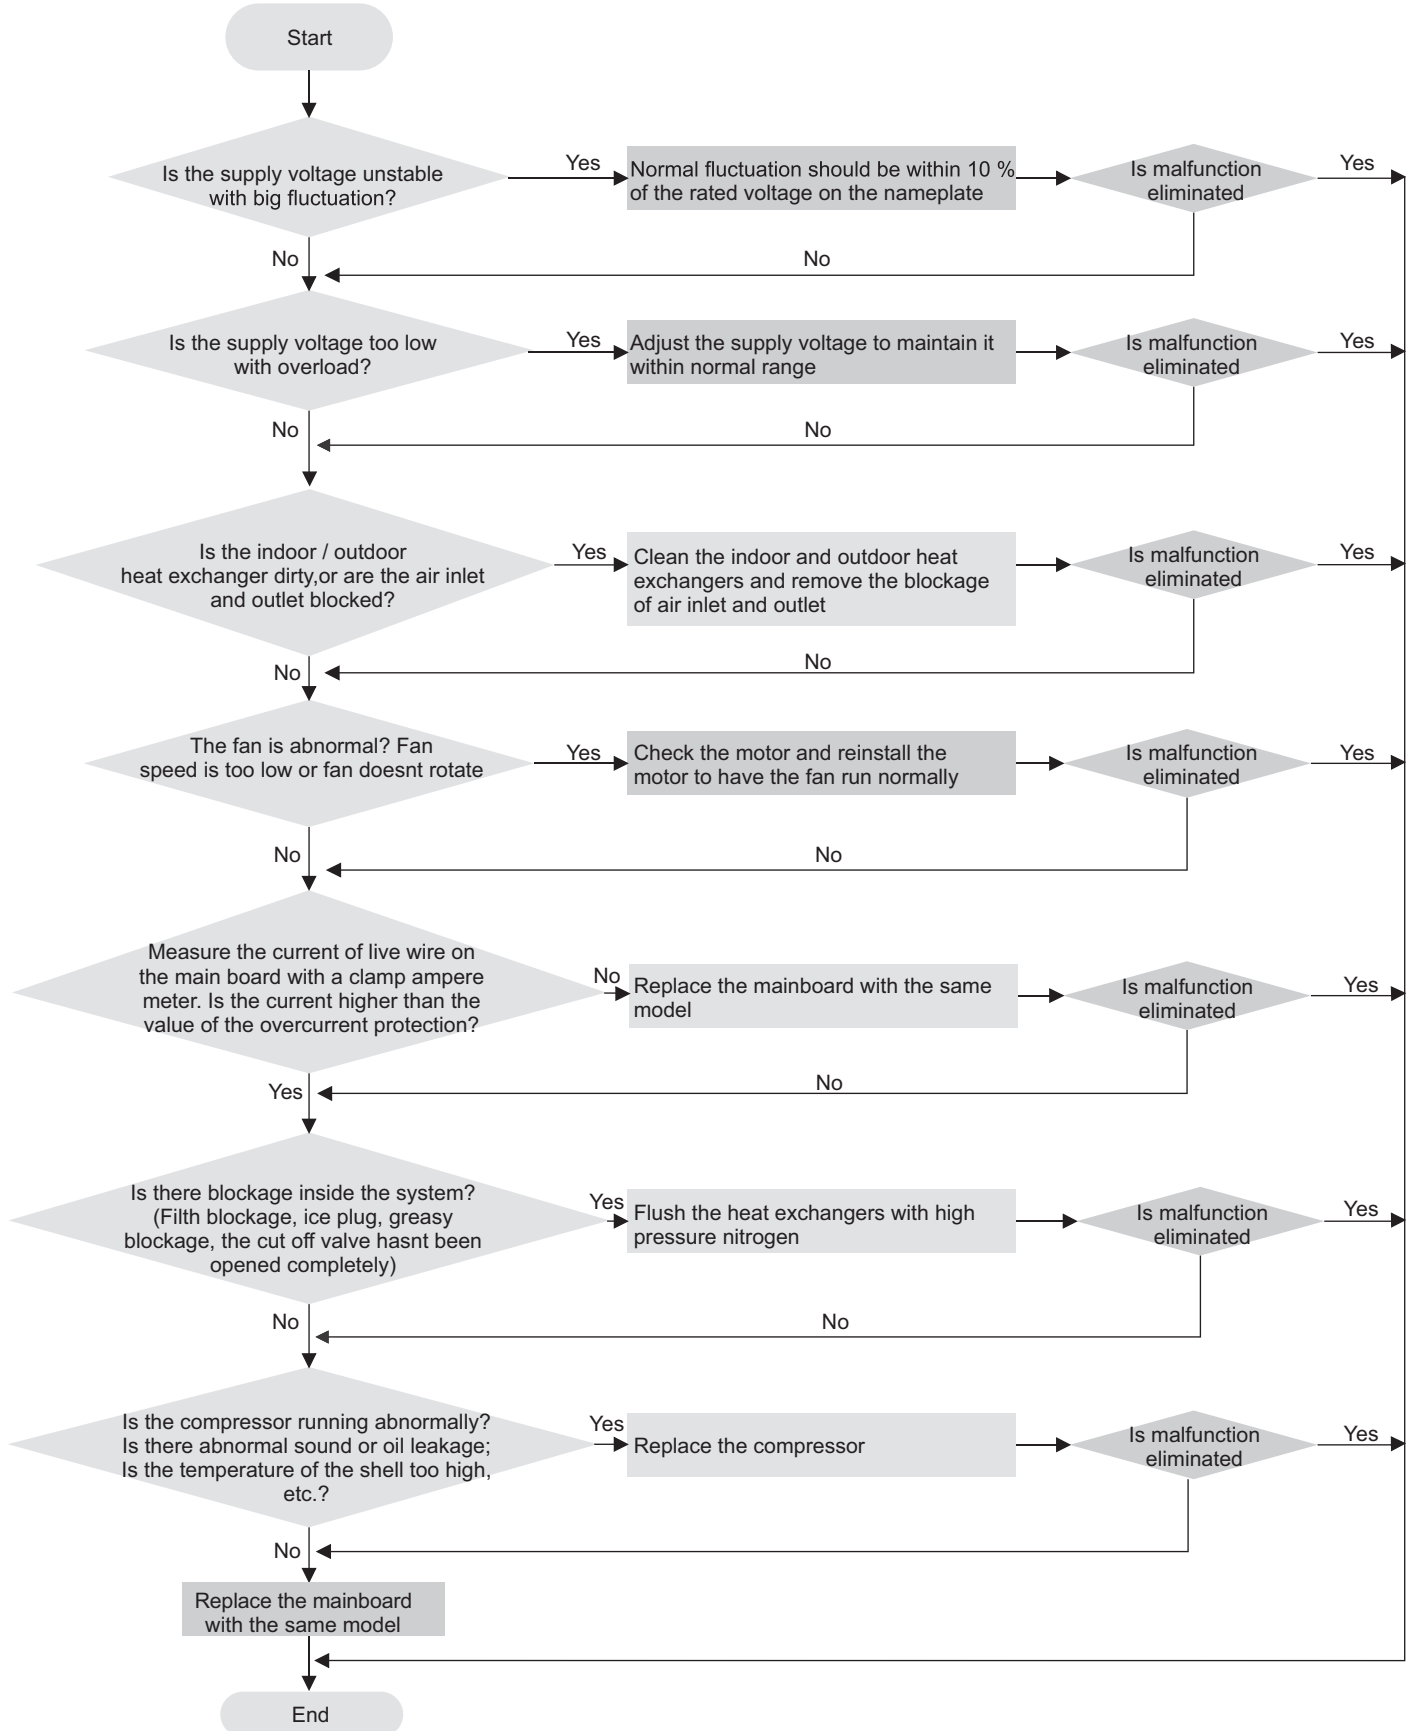 Start
Is the supply voltage unstable
with big fluctuation?
Yes
Normal fluctuation should be within 10 %
of the rated voltage on the nameplate
Is malfunction
eliminated
Yes
No
No
Is the supply voltage too low
with overload?
Yes
Adjust the supply voltage to maintain it
within normal range
Is malfunction
eliminated
Yes
No
No
Is the indoor / outdoor
heat exchanger dirty,or are the air inlet
and outlet blocked?
Yes
Clean the indoor and outdoor heat
exchangers and remove the blockage
of air inlet and outlet
Is malfunction
eliminated
Yes
No
No
The fan is abnormal? Fan
speed is too low or fan doesnt rotate
Yes
Check the motor and reinstall the
motor to have the fan run normally
Is malfunction
eliminated
Yes
No
No
Measure the current of live wire on
the main board with a clamp ampere
meter. Is the current higher than the
value of the overcurrent protection?
No
Replace the mainboard with the same
model
Is malfunction
eliminated
Yes
Yes
No
Is there blockage inside the system?
(Filth blockage, ice plug, greasy
blockage, the cut off valve hasnt been
opened completely)
Yes
Flush the heat exchangers with high
pressure nitrogen
Is malfunction
eliminated
Yes
No
No
Is the compressor running abnormally?
Is there abnormal sound or oil leakage;
Is the temperature of the shell too high,
etc.?
Yes
Replace the compressor
Is malfunction
eliminated
Yes
No
Replace the mainboard
with the same model
End